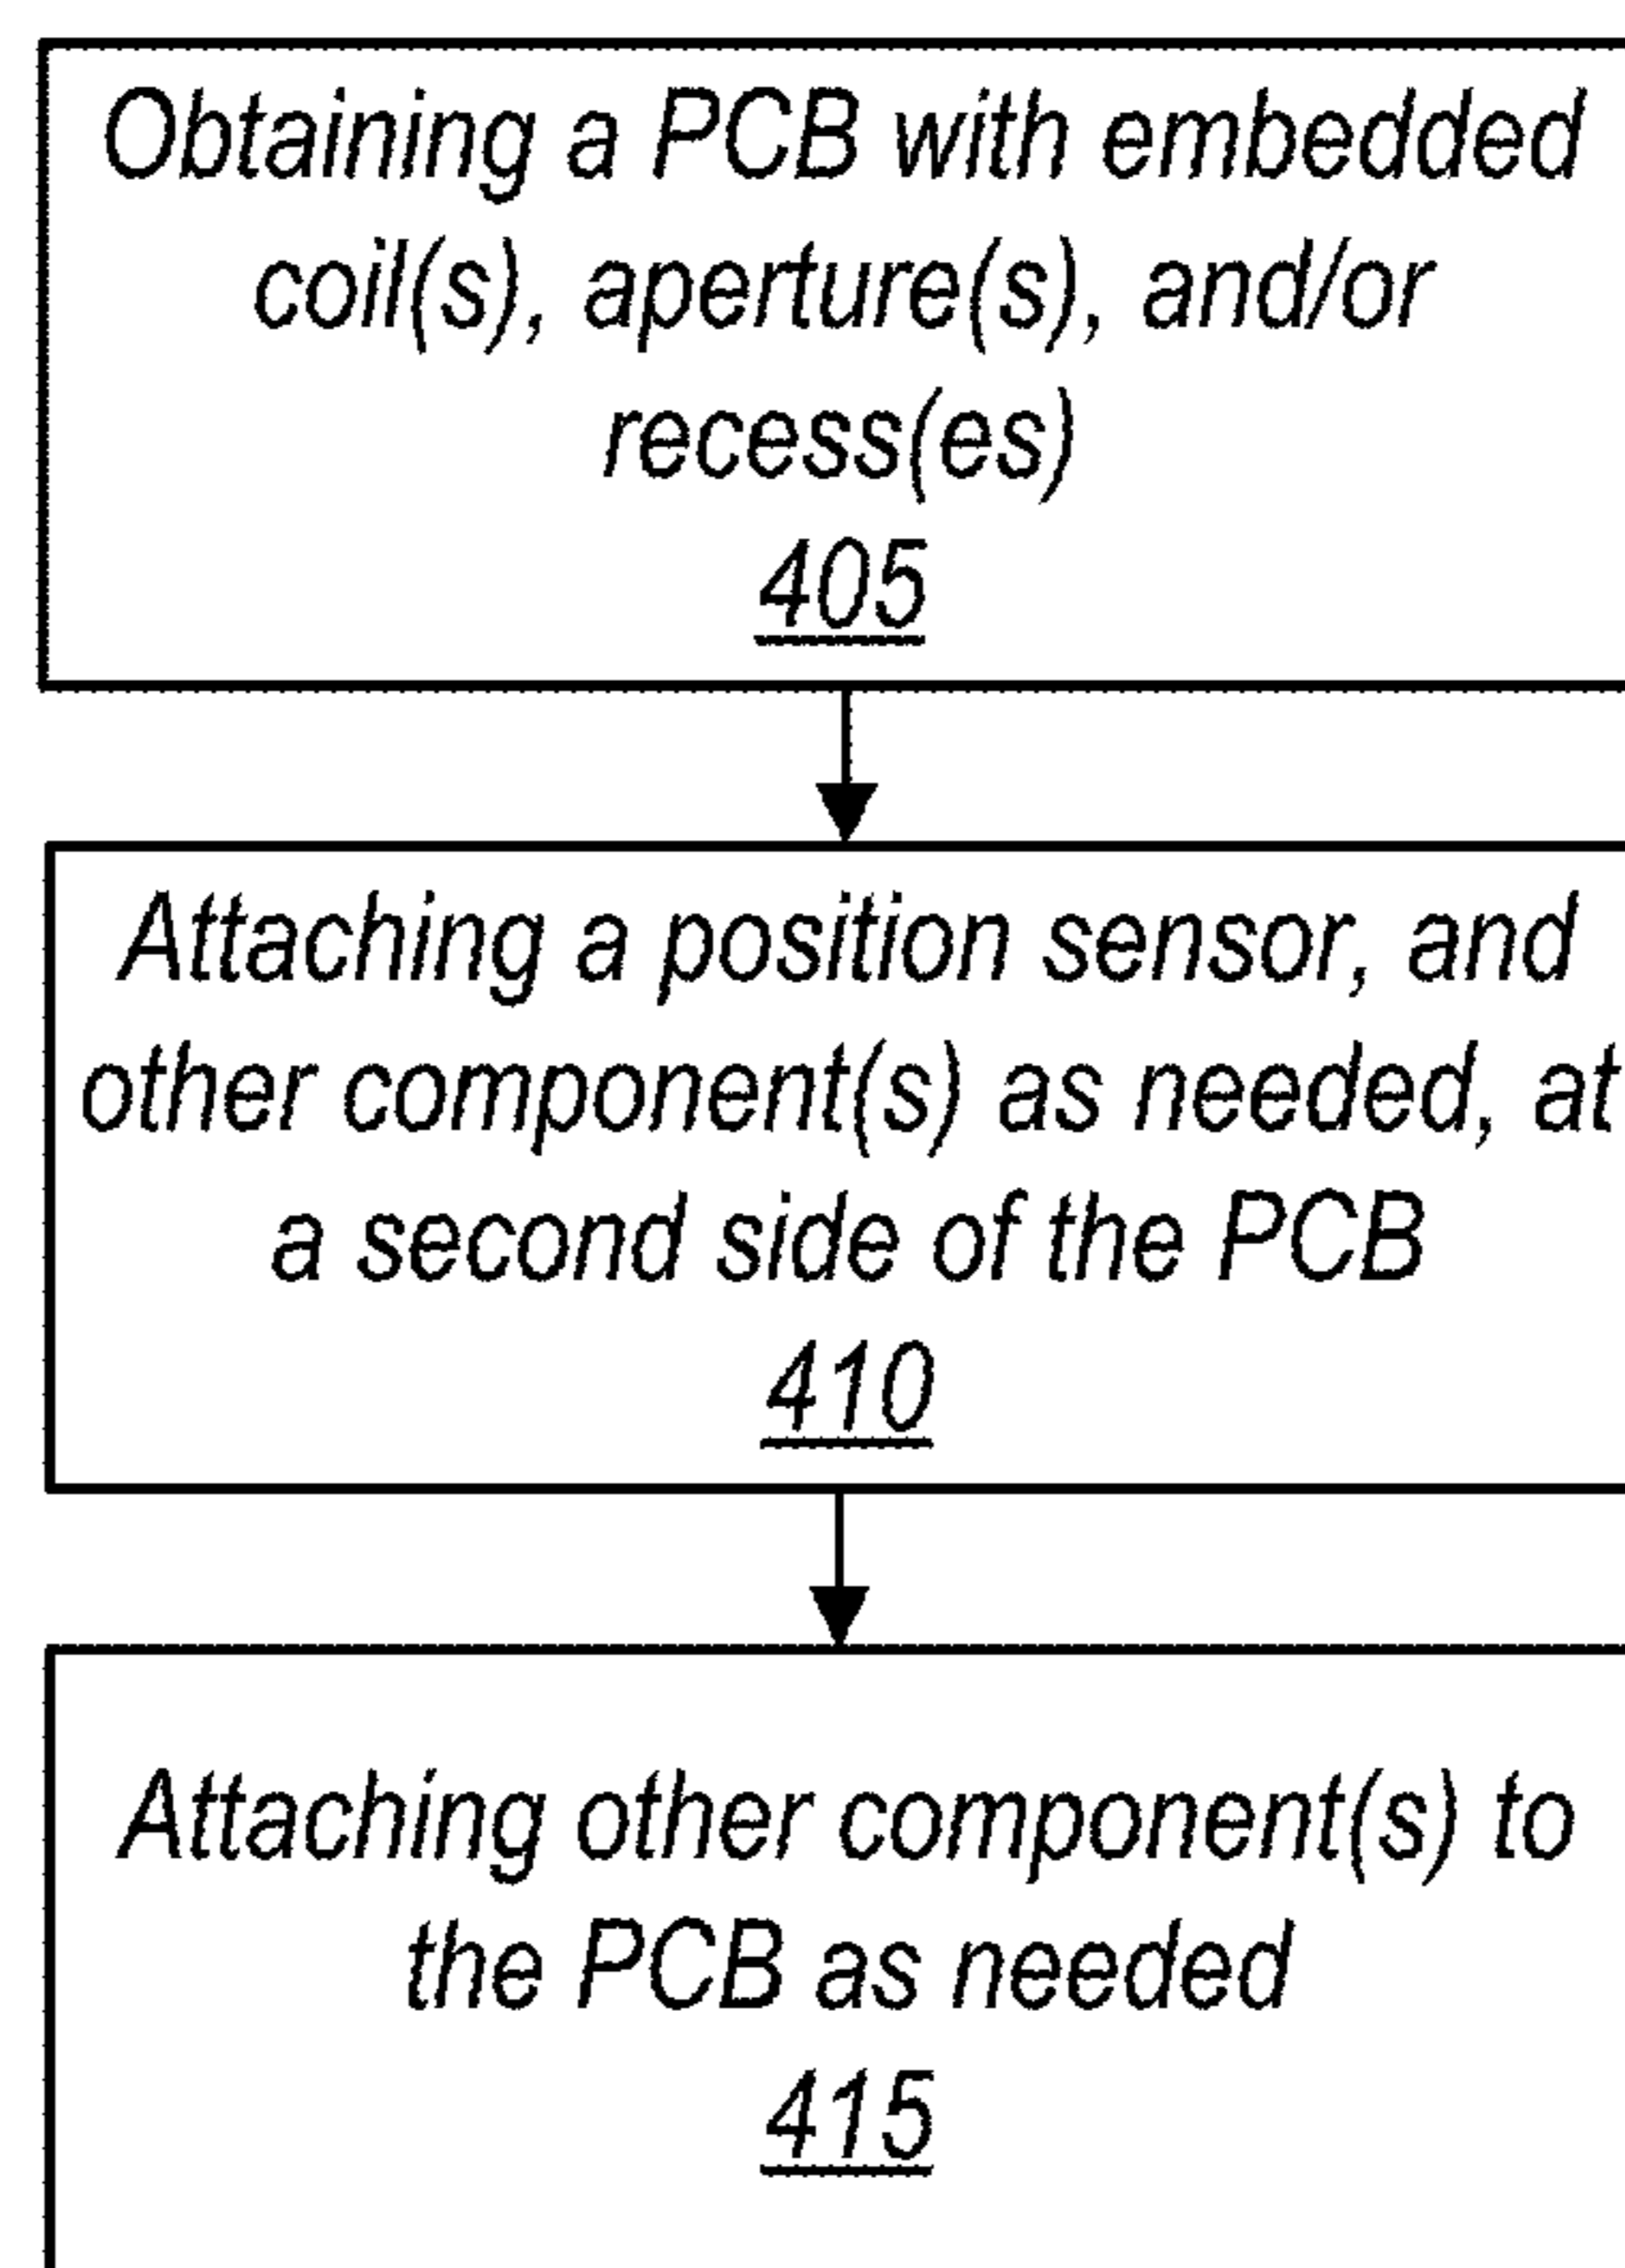 Obtaining a PCB with embedded
coil(s), aperture(s), and/or
recess(es)
405
Attaching a position sensor, and
other component(s) as needed, at
a second side of the PCB
410
Attaching other component(s) to
the PCB as needed
415